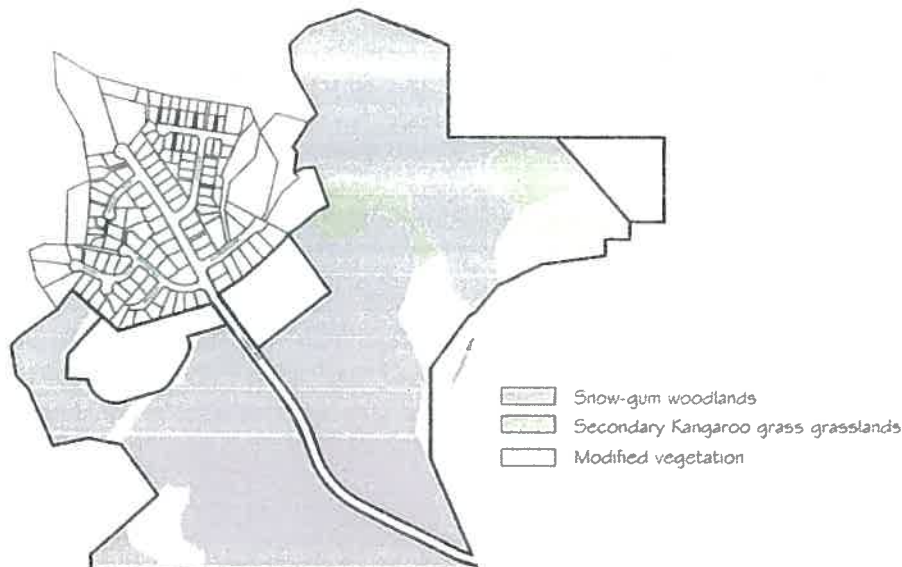 Snow-gum woodlands
Secondary Kangaroo grass grasslands
Modified vegetation